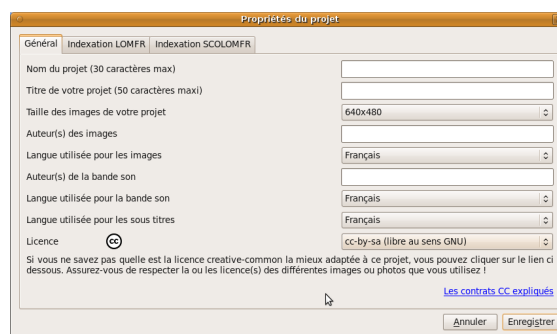 Propriétés du projet
Général Indexation LOMFR Indexation SCOLOMFR
Nom du projet (30 caractères max)
Titre de votre projet (50 caractères maxi)
Taille des images de votre projet 640x480
Auteur(s) des images
Langue utilisée pour les images Français
Auteur(s) de la bande son
Langue utilisée pour la bande son Français
Langue utilisée pour les sous titres Français
Licence cc cc-by-sa (libre au sens GNU)
Si vous ne savez pas quelle est la licence creative-common la mieux adaptée à ce projet, vous pouvez cliquer sur le lien ci
dessous. Assurez-vous de respecter la ou les licence(s) des différentes images ou photos que vous utilisez !
Les contrats CC expliqués
Annuler Enregistrer